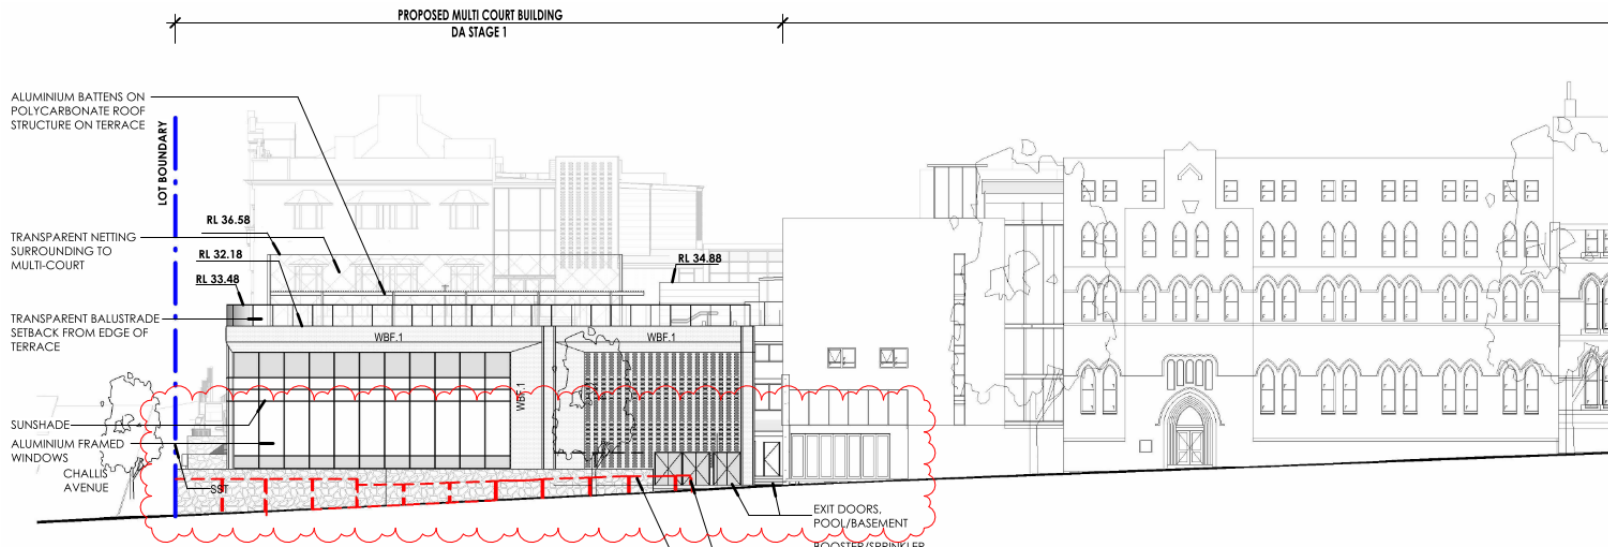 PROPOSED MULTI COURT BUILDING
DA STAGE 1
ALUMINIUM BATTENS ON
POLYCARBONATE ROOF
STRUCTURE ON TERRACE
LOT BOUNDARY
RL 36.58
TRANSPARENT NETTING
SURROUNDING TO
MULTI-COURT
RL 32.18
RL 34.88
RL 33.48
TRANSPARENT BALUSTRADE
SETBACK FROM EDGE OF
TERRACE
WBF.1
WBF.1
WBF.1
SUNSHADE
ALUMINIUM FRAMED
WINDOWS
CHALLIS
AVENUE
SST
EXIT DOORS,
POOL/BASEMENT
BOOSTER/SPRINKLER